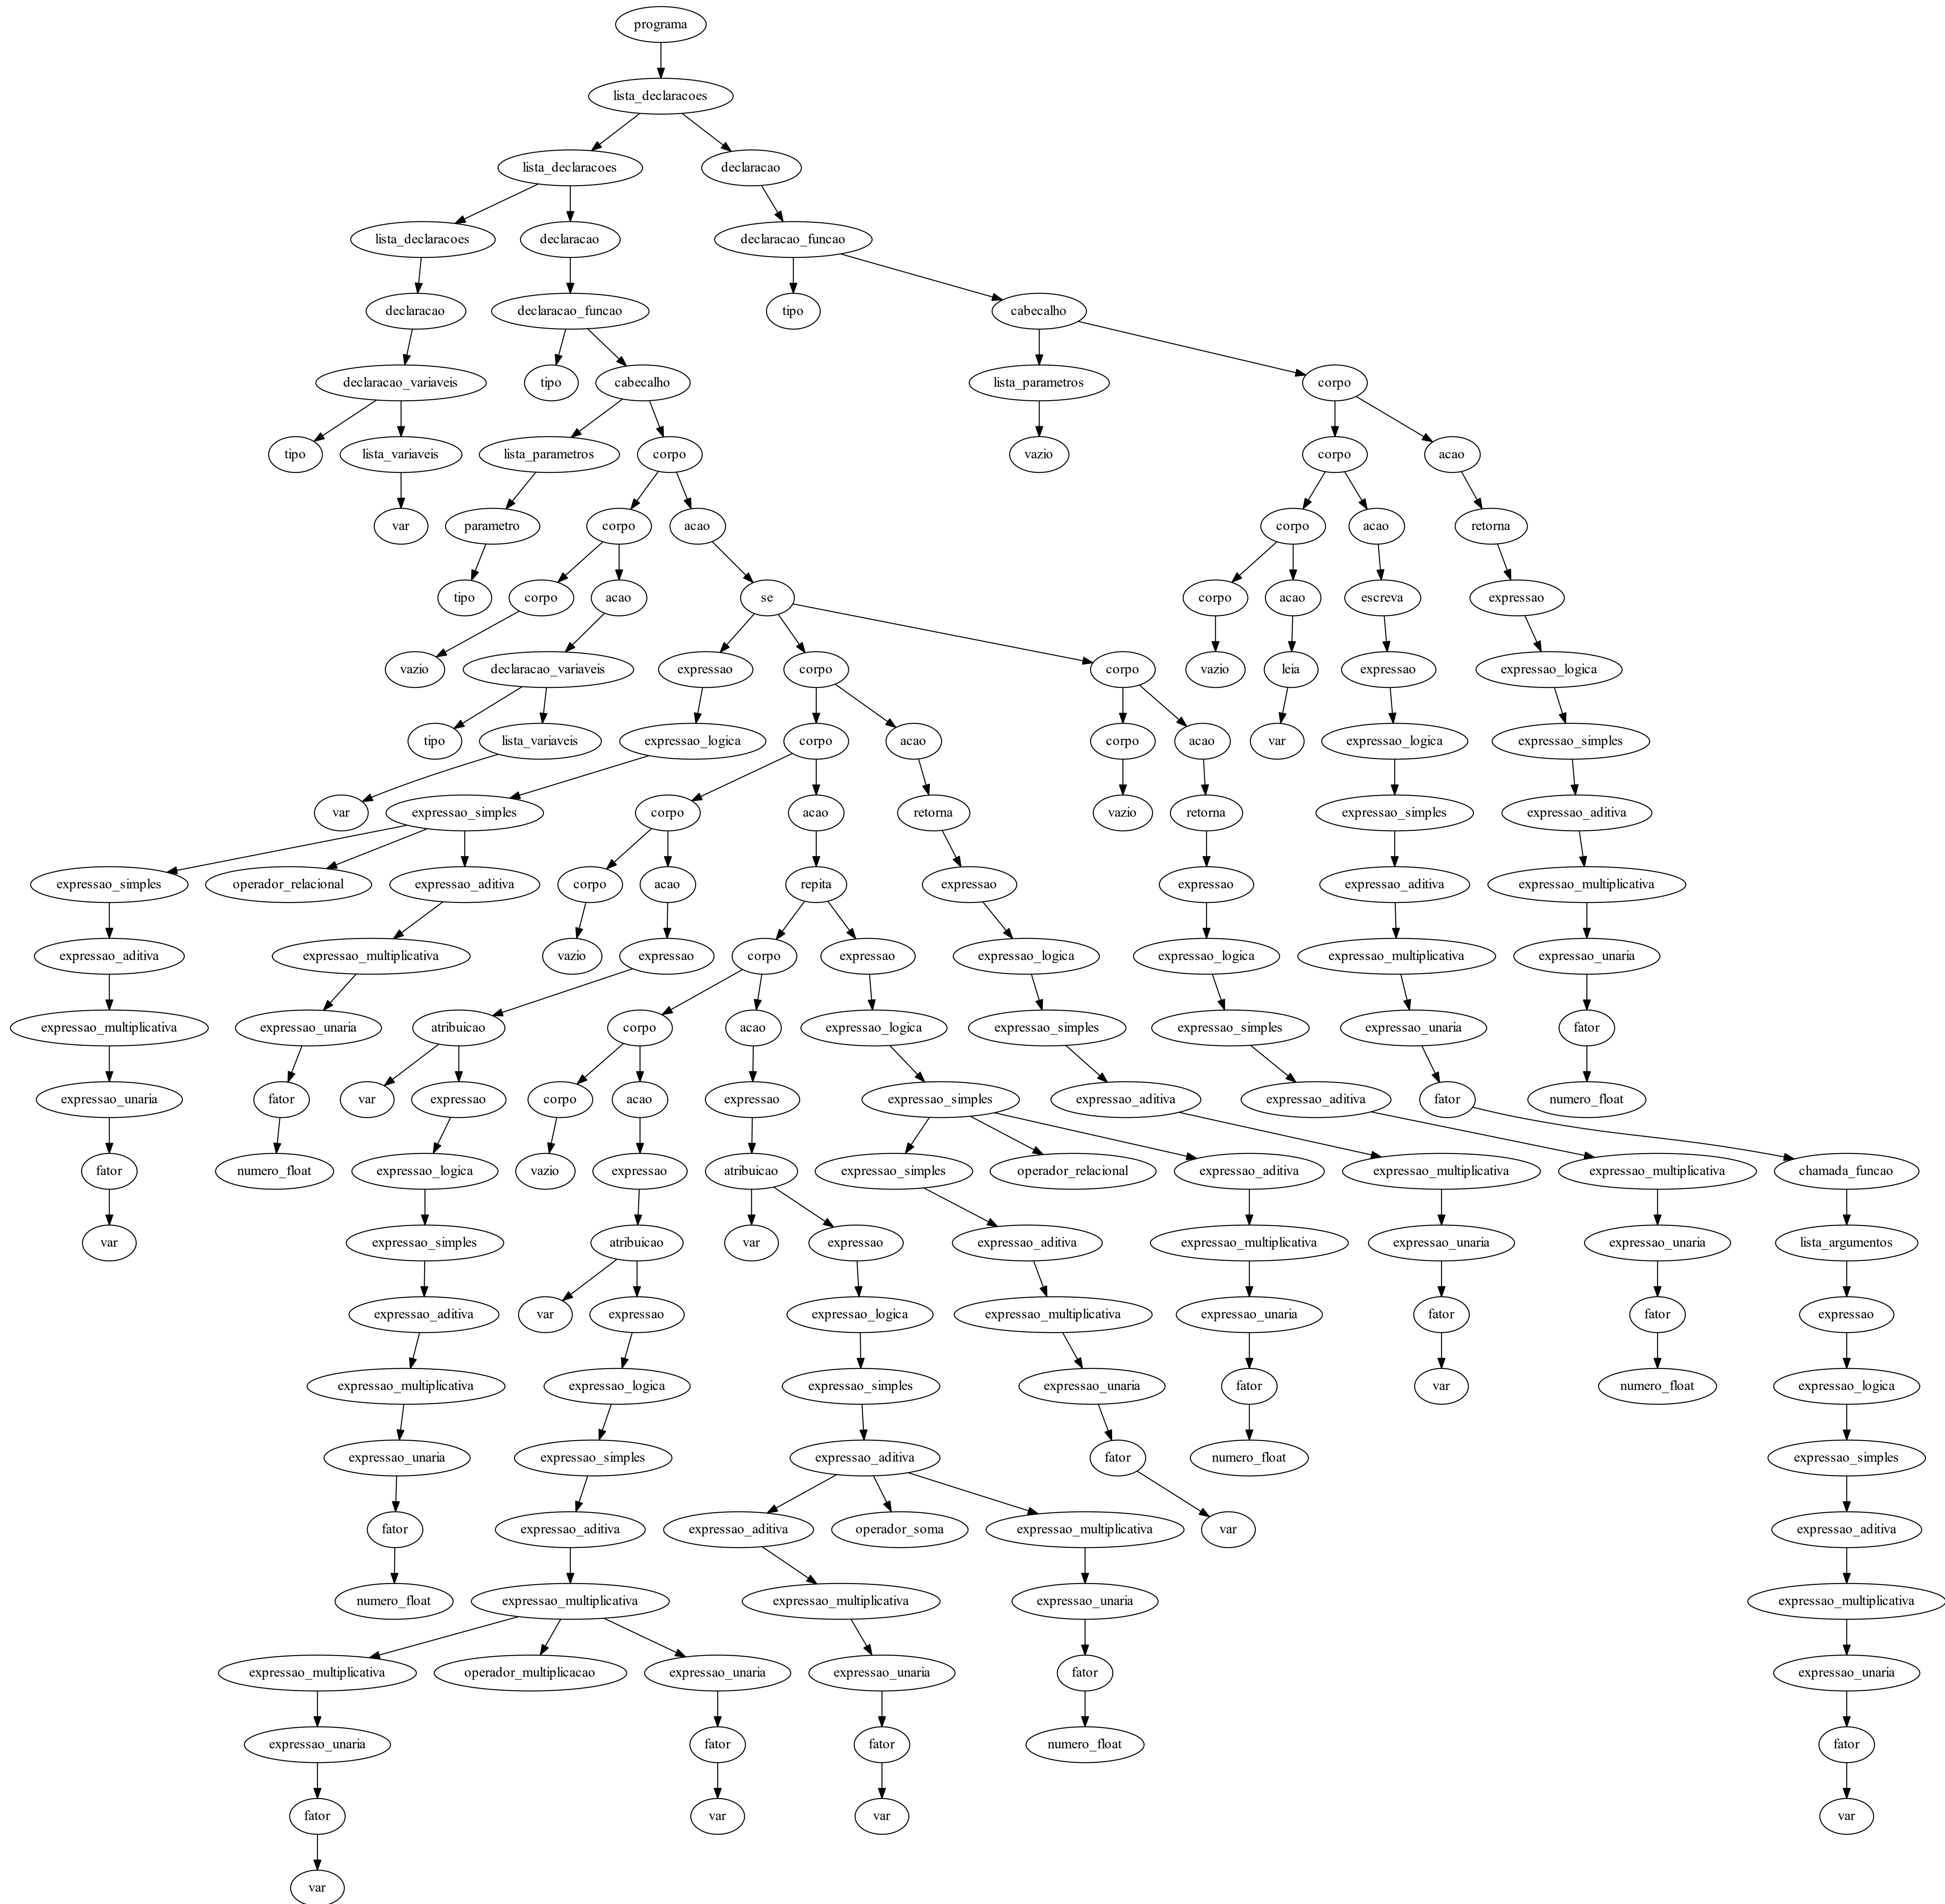 programa
lista_declaracoes
lista_declaracoes declaracao
lista_declaracoes declaracao declaracao_funcao
declaracao declaracao_funcao tipo cabecalho
declaracao_variaveis tipo cabecalho lista_parametros corpo
tipo lista_variaveis lista_parametros corpo vazio corpo acao
var parametro corpo acao corpo acao retorna
tipo corpo acao se corpo acao escreva expressao
vazio declaracao_variaveis expressao corpo corpo vazio leia expressao expressao_logica
tipo lista_variaveis expressao_logica corpo acao corpo acao var expressao_logica expressao_simples
var expressao_simples corpo acao retorna vazio retorna expressao_simples expressao_aditiva
expressao_simples operador_relacional expressao_aditiva corpo acao repita expressao expressao expressao_aditiva expressao_multiplicativa
expressao_aditiva expressao_multiplicativa vazio expressao corpo expressao expressao_logica expressao_logica expressao_multiplicativa expressao_unaria
expressao_multiplicativa expressao_unaria atribuicao corpo acao expressao_logica expressao_simples expressao_simples expressao_unaria fator
expressao_unaria fator var expressao corpo acao expressao expressao_simples expressao_aditiva expressao_aditiva fator numero_float
fator numero_float expressao_logica vazio expressao atribuicao expressao_simples operador_relacional expressao_aditiva expressao_multiplicativa expressao_multiplicativa chamada_funcao
var expressao_simples atribuicao var expressao expressao_aditiva expressao_multiplicativa expressao_unaria expressao_unaria lista_argumentos
expressao_aditiva var expressao expressao_logica expressao_multiplicativa expressao_unaria fator fator expressao
expressao_multiplicativa expressao_logica expressao_simples expressao_unaria fator var numero_float expressao_logica
expressao_unaria expressao_simples expressao_aditiva fator numero_float expressao_simples
fator expressao_aditiva expressao_aditiva operador_soma expressao_multiplicativa var expressao_aditiva
numero_float expressao_multiplicativa expressao_multiplicativa expressao_unaria expressao_multiplicativa
expressao_multiplicativa operador_multiplicacao expressao_unaria expressao_unaria fator expressao_unaria
expressao_unaria fator fator numero_float fator
fator var var var
var